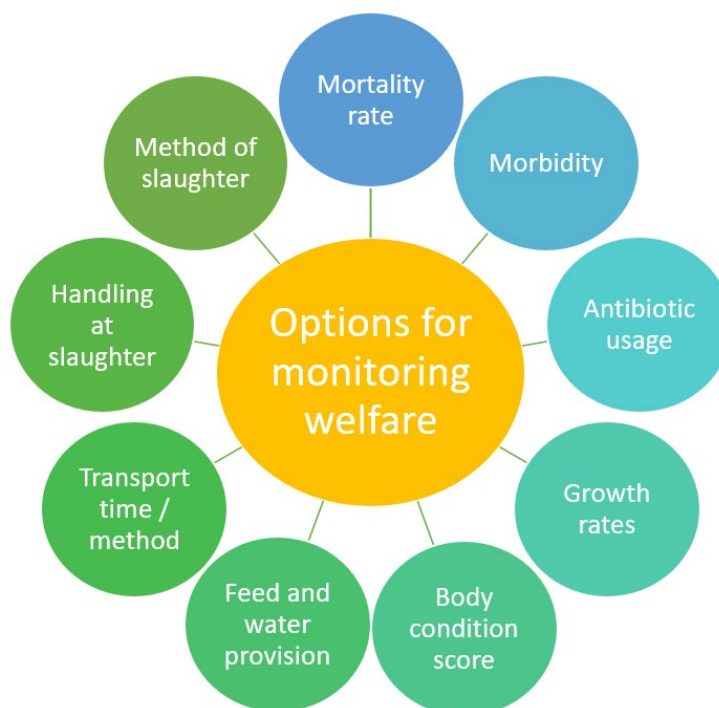 Options for
monitoring
welfare
Mortality
rate
Morbidity
Antibiotic
usage
Growth
rates
Body
condition
score
Feed and
water
provision
Transport
time /
method
Handling
at
slaughter
Method of
slaughter